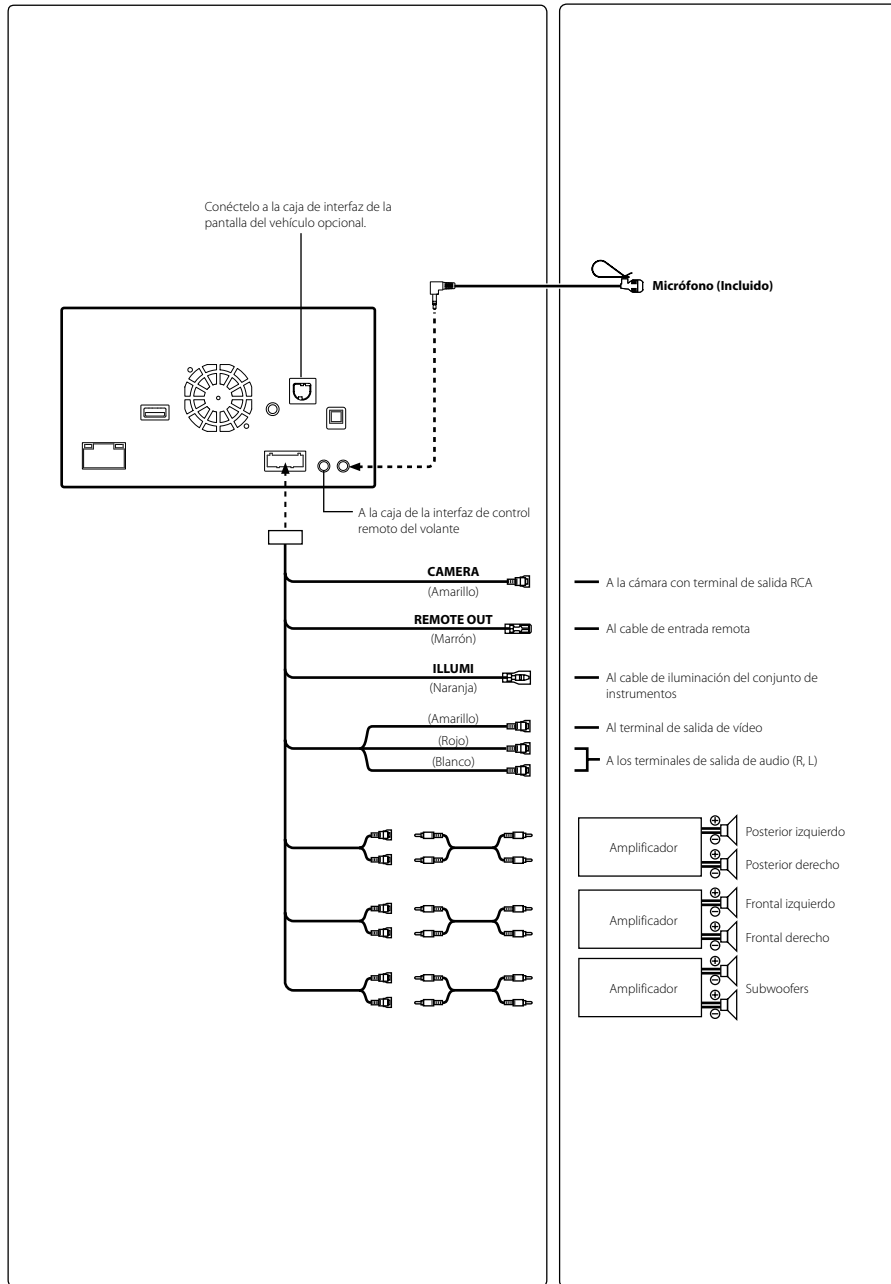 Conéctelo a la caja de interfaz de la
pantalla del vehículo opcional.
Micrófono (Incluido)
A la caja de la interfaz de control
remoto del volante
CAMERA
(Amarillo)
A la cámara con terminal de salida RCA
REMOTE OUT
(Marrón)
Al cable de entrada remota
ILLUMI
(Naranja)
Al cable de iluminación del conjunto de
instrumentos
(Amarillo)
Al terminal de salida de vídeo
(Rojo)
(Blanco)
A los terminales de salida de audio (R, L)
Amplificador
Posterior izquierdo
Posterior derecho
Amplificador
Frontal izquierdo
Frontal derecho
Amplificador
Subwoofers